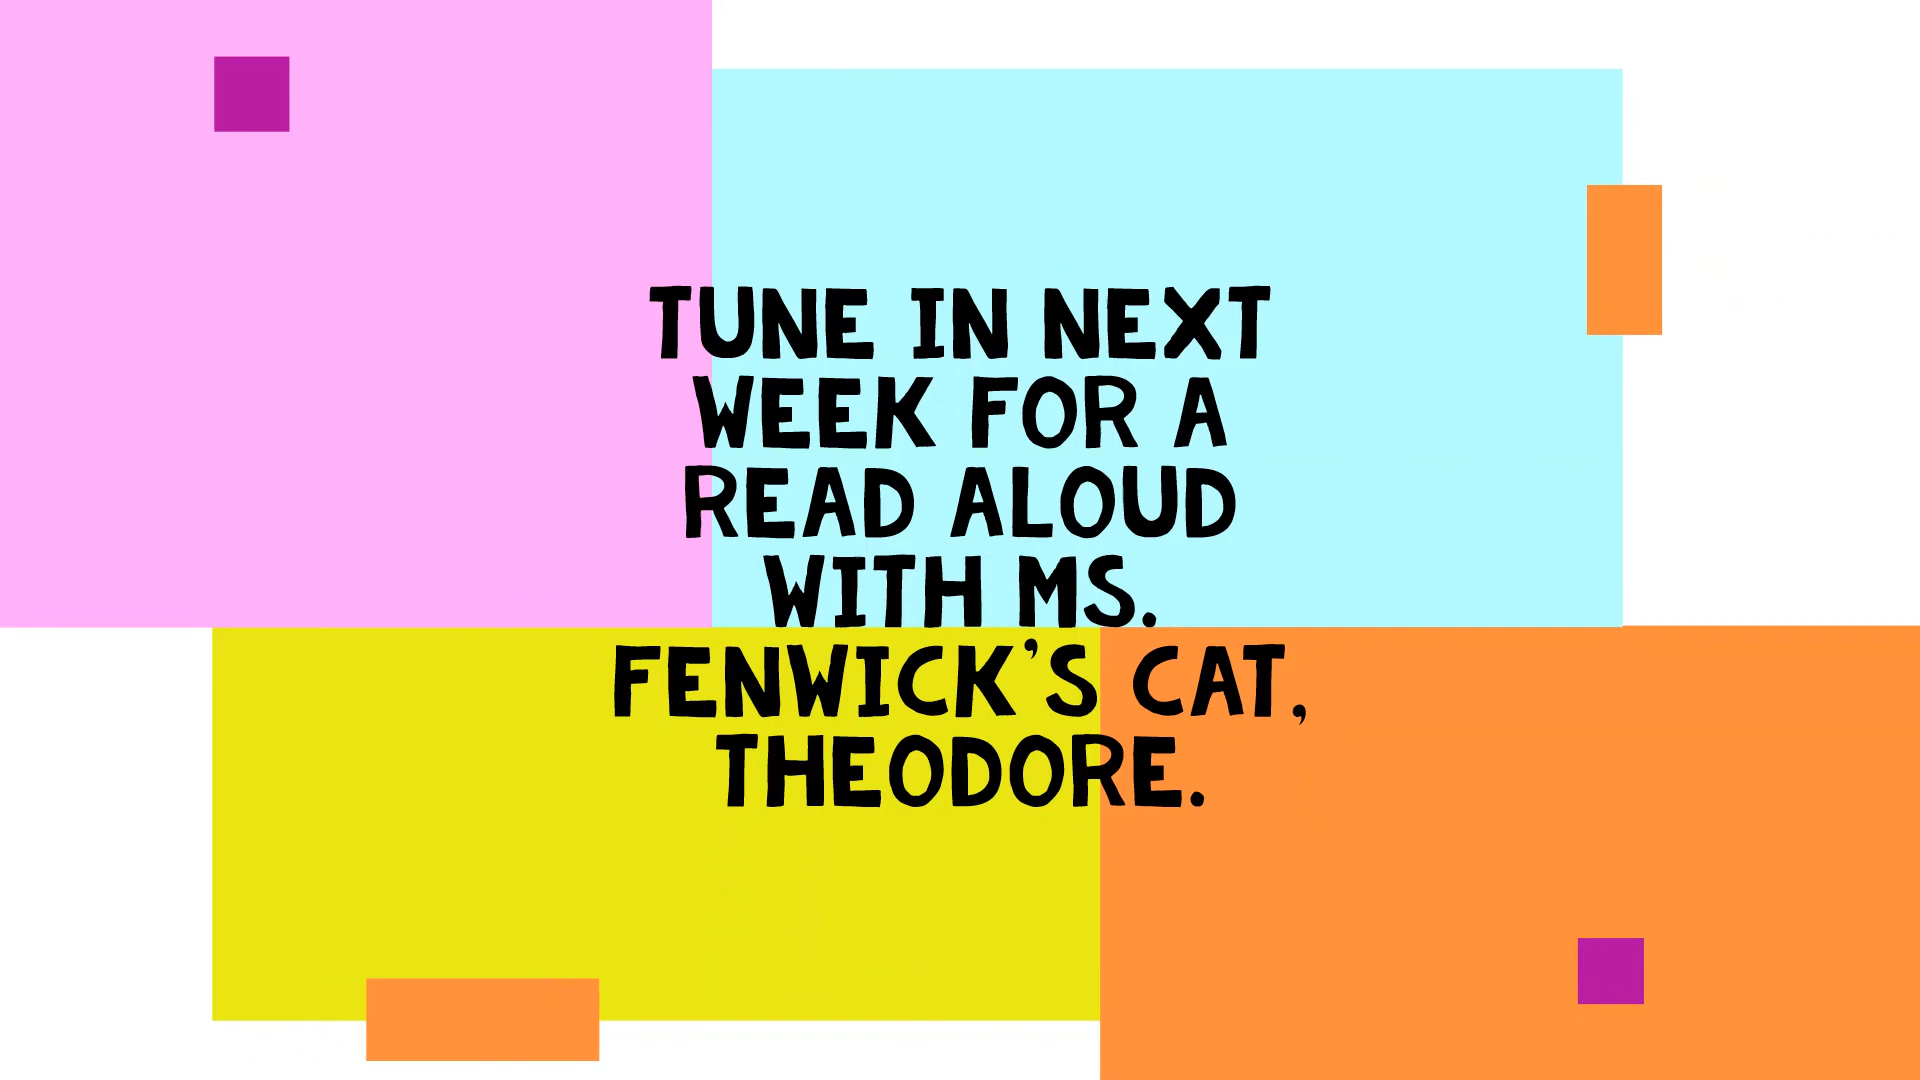 TUNE IN NEXT
WEEK FOR A
READ ALOUD
WITH MS.
FENWICK'S CAT,
THEODORE.